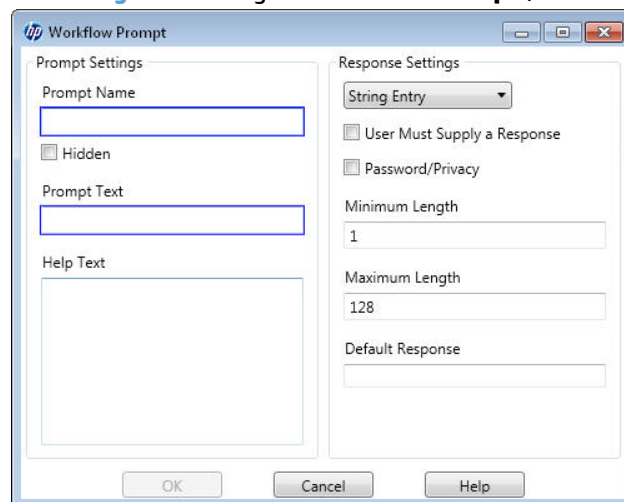 hp Workflow Prompt
Prompt Settings
Prompt Name
Hidden
Prompt Text
Help Text
Response Settings
String Entry
User Must Supply a Response
Password/Privacy
Minimum Length
1
Maximum Length
128
Default Response
OK
Cancel
Help